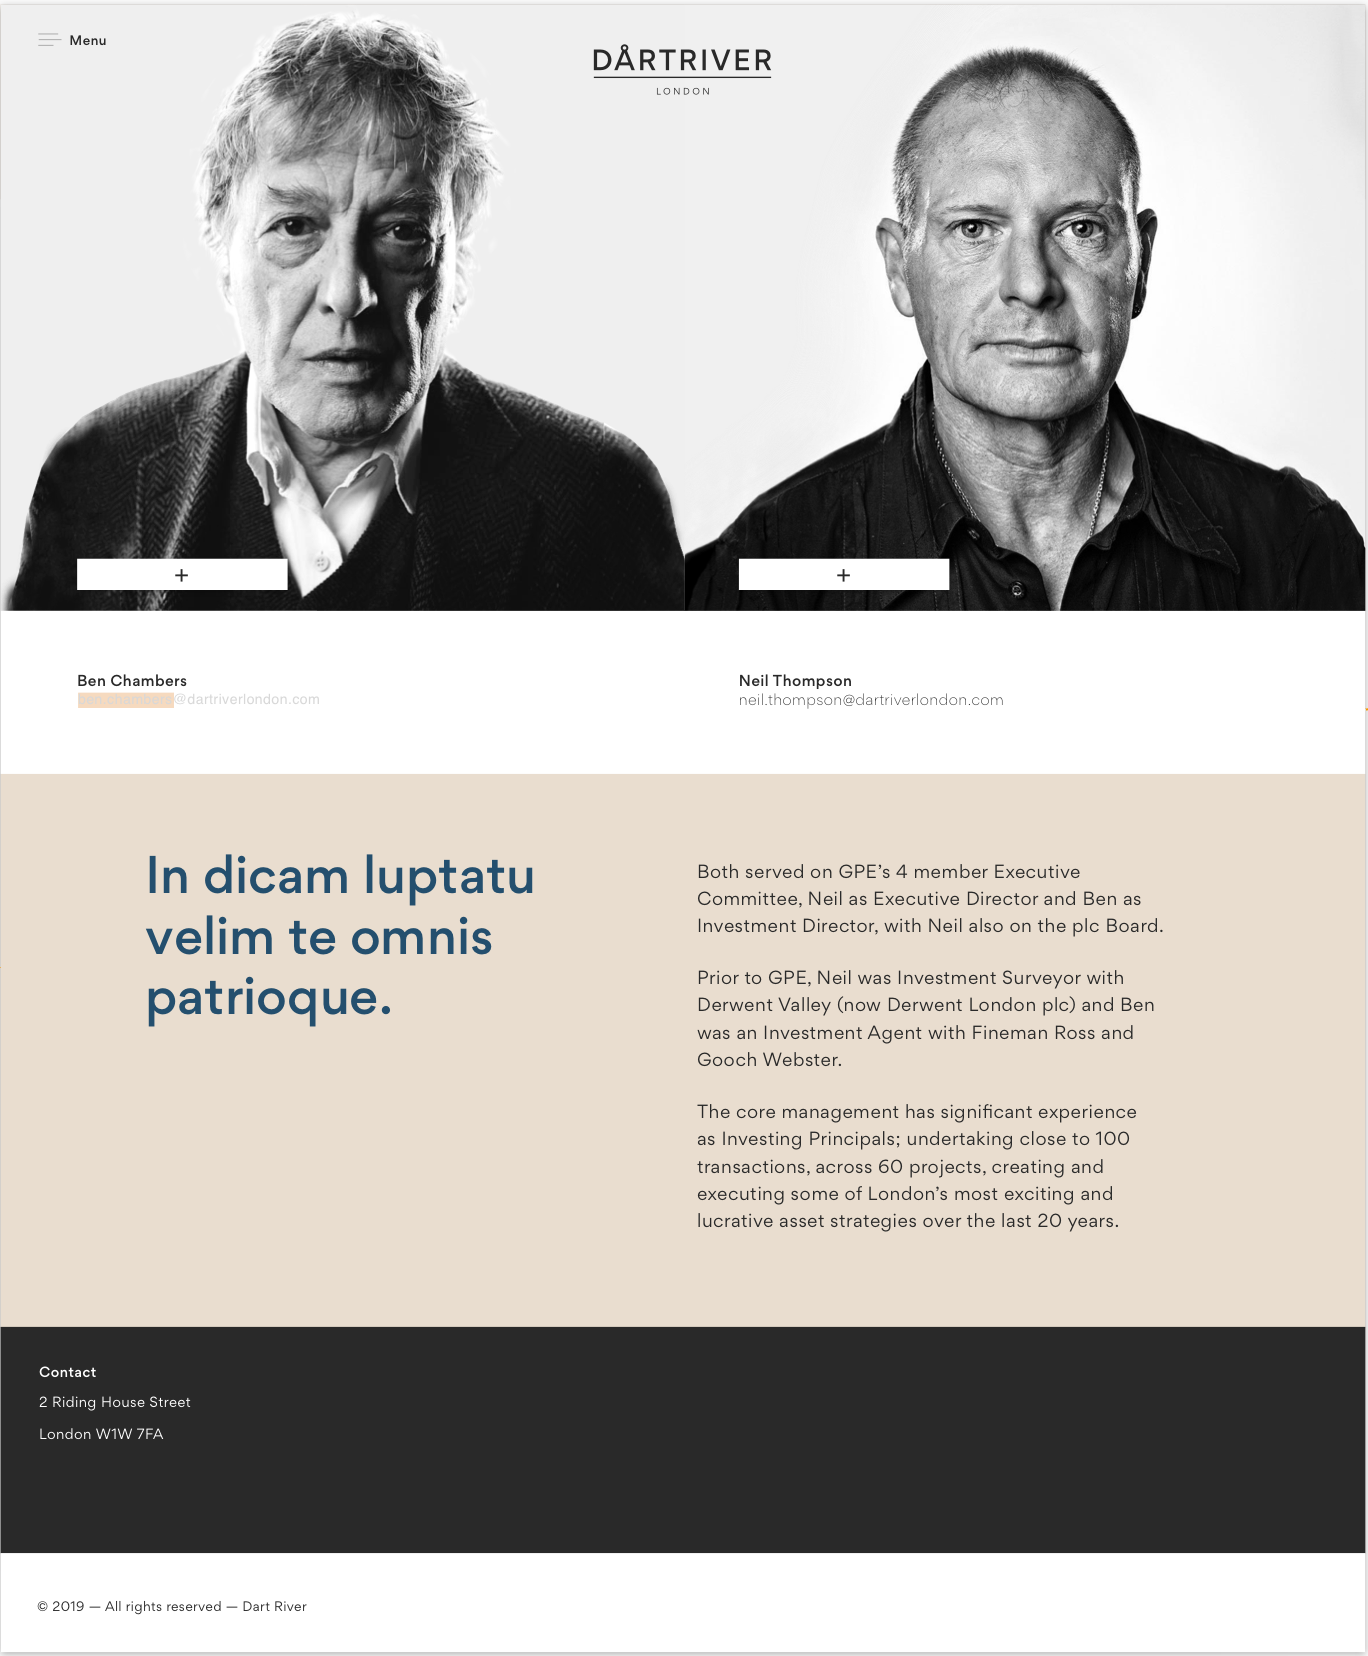 Menu
DÅRTRIVER
LONDON
+
+
Ben Chambers
ben.chambers@dartriverlondon.com
Neil Thompson
neil.thompson@dartriverlondon.com
In dicam luptatu
velim te omnis
patrioque.
Both served on GPE’s 4 member Executive
Committee, Neil as Executive Director and Ben as
Investment Director, with Neil also on the plc Board.
Prior to GPE, Neil was Investment Surveyor with
Derwent Valley (now Derwent London plc) and Ben
was an Investment Agent with Fineman Ross and
Gooch Webster.
The core management has significant experience
as Investing Principals; undertaking close to 100
transactions, across 60 projects, creating and
executing some of London’s most exciting and
lucrative asset strategies over the last 20 years.
Contact
2 Riding House Street
London W1W 7FA
© 2019 — All rights reserved — Dart River